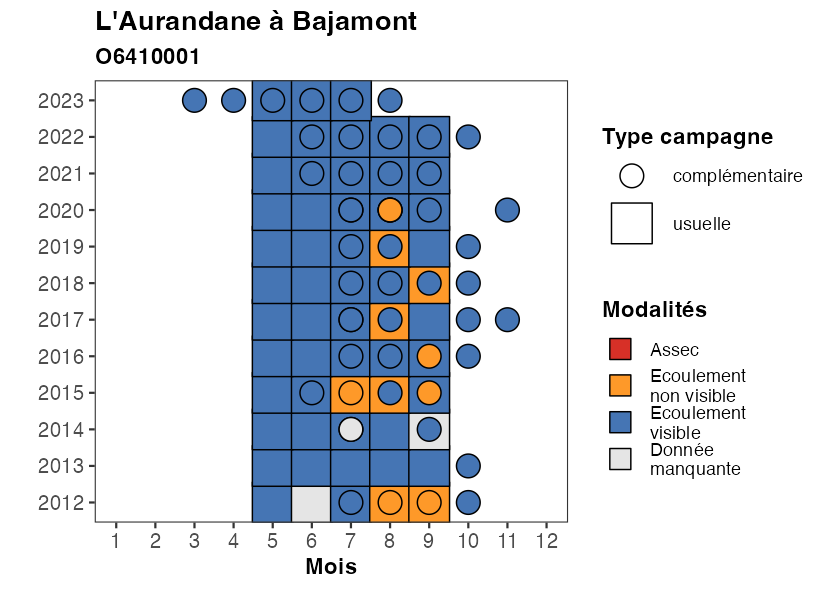 L'Aurandane à Bajamont
O6410001
2023
2022
2021
2020
2019
2018
2017
2016
2015
2014
2013
2012
1 2 3 4 5 6 7 8 9 10 11 12
Mois
Type campagne
complémentaire
usuelle
Modalités
Assec
Ecoulement
non visible
Ecoulement
visible
Donnée
manquante